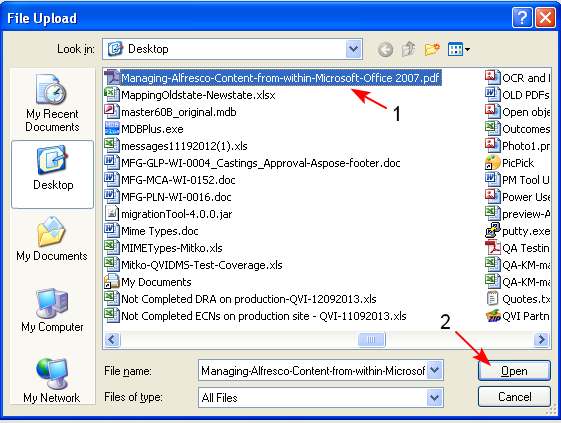 File Upload
Look in:
Desktop
My Recent
Documents
Desktop
My Documents
My Computer
My Network
Managing-Alfresco-Content-from-within-Microsoft-Office 2007.pdf
MappingOldstate-Newstate.xlsx
master60B_original.mdb
MDBPlus.exe
messages11192012(1).xls
MFG-GLP-WI-0004_Castings_Approval-Aspose-footer.doc
MFG-MCA-WI-0152.doc
MFG-PLN-WI-0016.doc
migrationTool-4.0.0.jar
Mime Types.doc
MIMETypes-Mitko.xls
Mitko-QVIDMS-Test-Coverage.xls
My Documents
Not Completed DRA on production-QVI-12092013.xls
Not Completed ECNs on production site - QVI-11092013.xls
OCR and
OLD PDFs
Open obje
Outcomes
Photo1.pr
PicPick
PM Tool U
Power Use
preview-A
putty.exe
QA Testin
QA-KM-ma
QA-KM-ma
Quotes.tx
QVI Partn
1
2
File name:
Managing-Alfresco-Content-from-within-Microsof
Open
Files of type:
All Files
Cancel